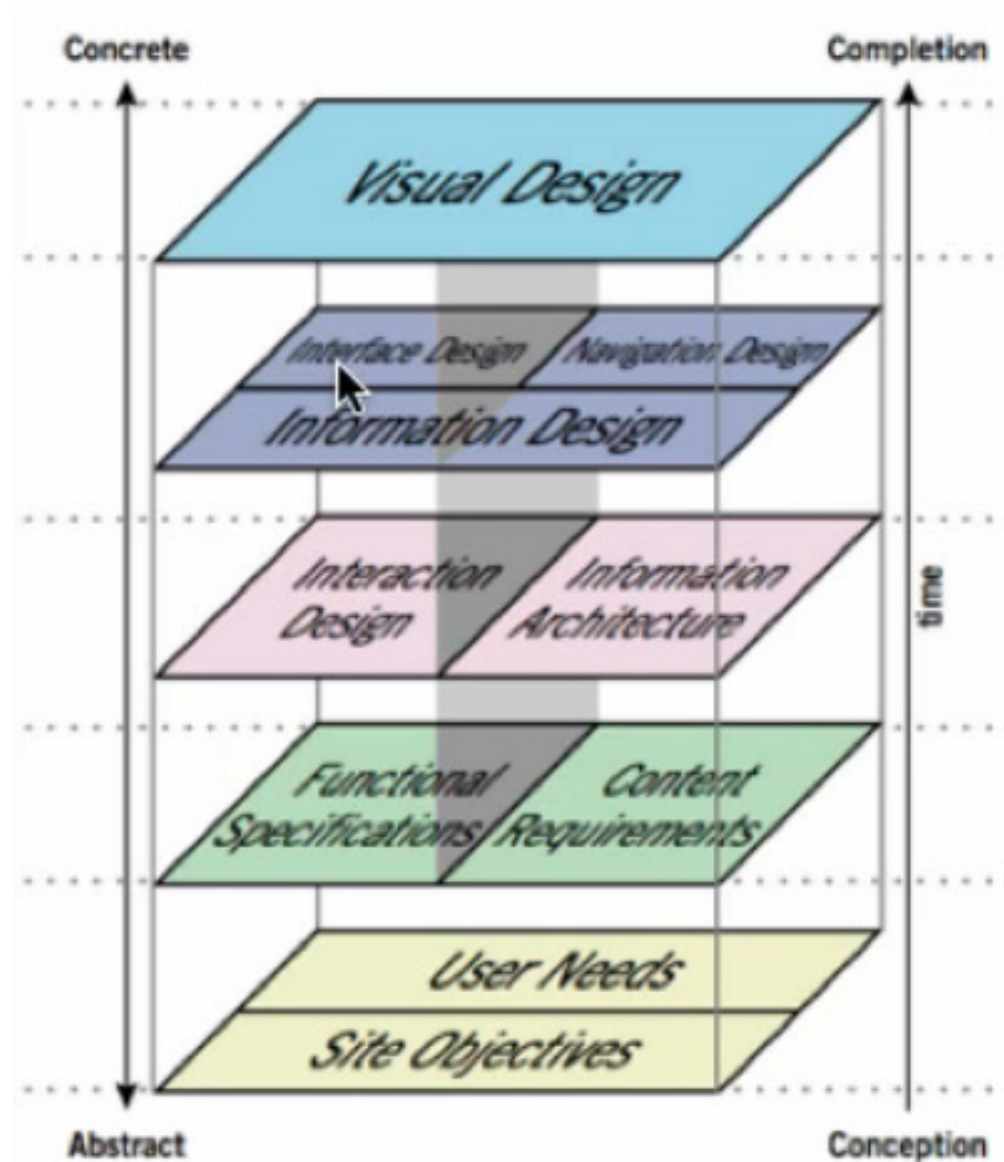 Concrete
Completion
Visual Design
Interface Design
Navigation Design
Information Design
Interaction
Design
Information
Architecture
time
Functional
Specifications
Content
Requirements
User Needs
Site Objectives
Abstract
Conception